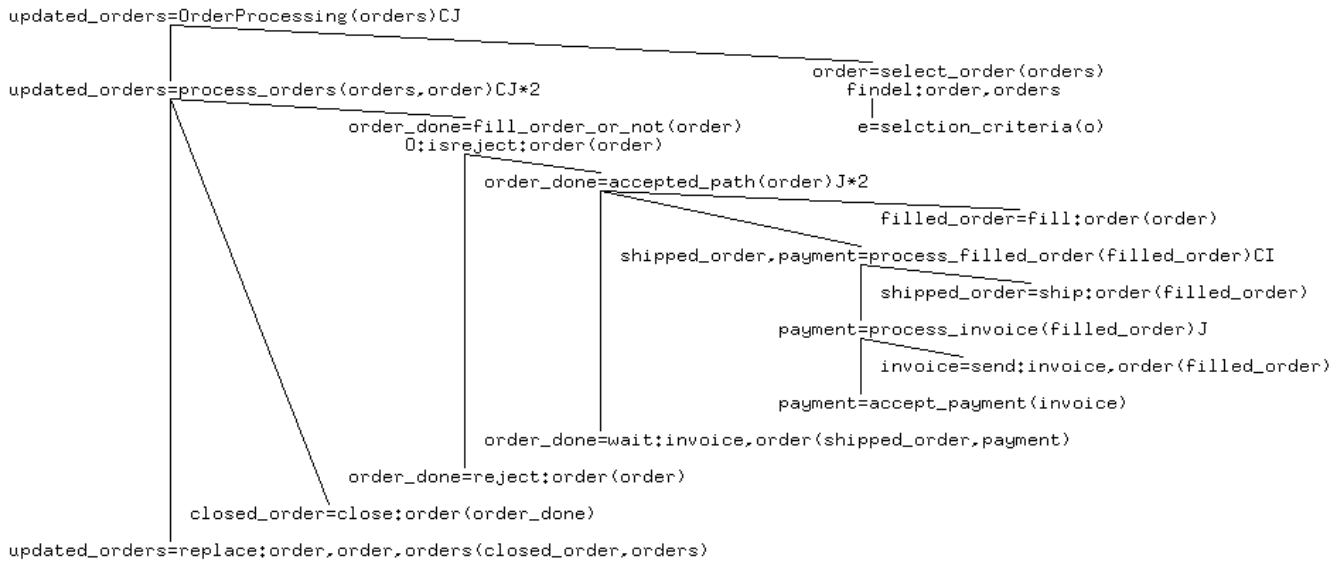 updated_orders=OrderProcessing(orders)CJ
order=select_order(orders)
updated_orders=process_orders(orders,order)CJ*2
findel:order,orders
order_done=fill_order_or_not(order)
e=selction_criteria(o)
O:isreject:order(order)
order_done=accepted_path(order)J*2
filled_order=fill:order(order)
shipped_order,payment=process_filled_order(filled_order)CI
shipped_order=ship:order(filled_order)
payment=process_invoice(filled_order)J
invoice=send:invoice,order(filled_order)
payment=accept_payment(invoice)
order_done=wait:invoice,order(shipped_order,payment)
order_done=reject:order(order)
closed_order=close:order(order_done)
updated_orders=replace:order,order,orders(closed_order,orders)